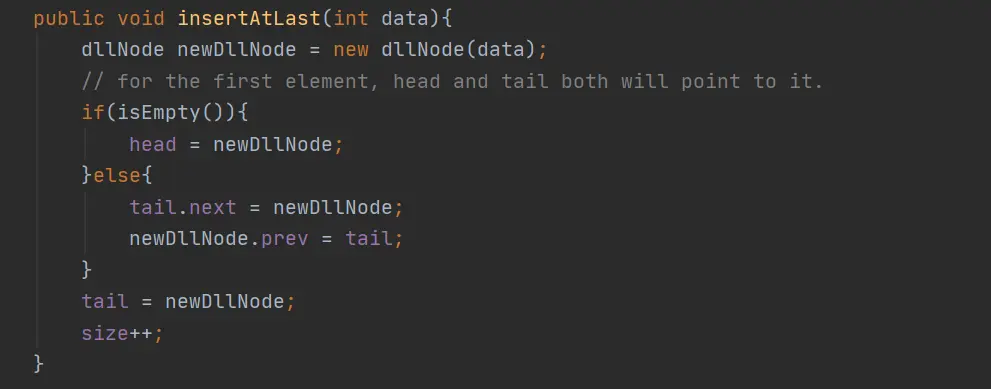 public void insertAtLast(int data){
dllNode newDllNode = new dllNode(data);
// for the first element, head and tail both will point to it.
if(isEmpty()){
head = newDllNode;
}else{
tail.next = newDllNode;
newDllNode.prev = tail;
}
tail = newDllNode;
size++;
}